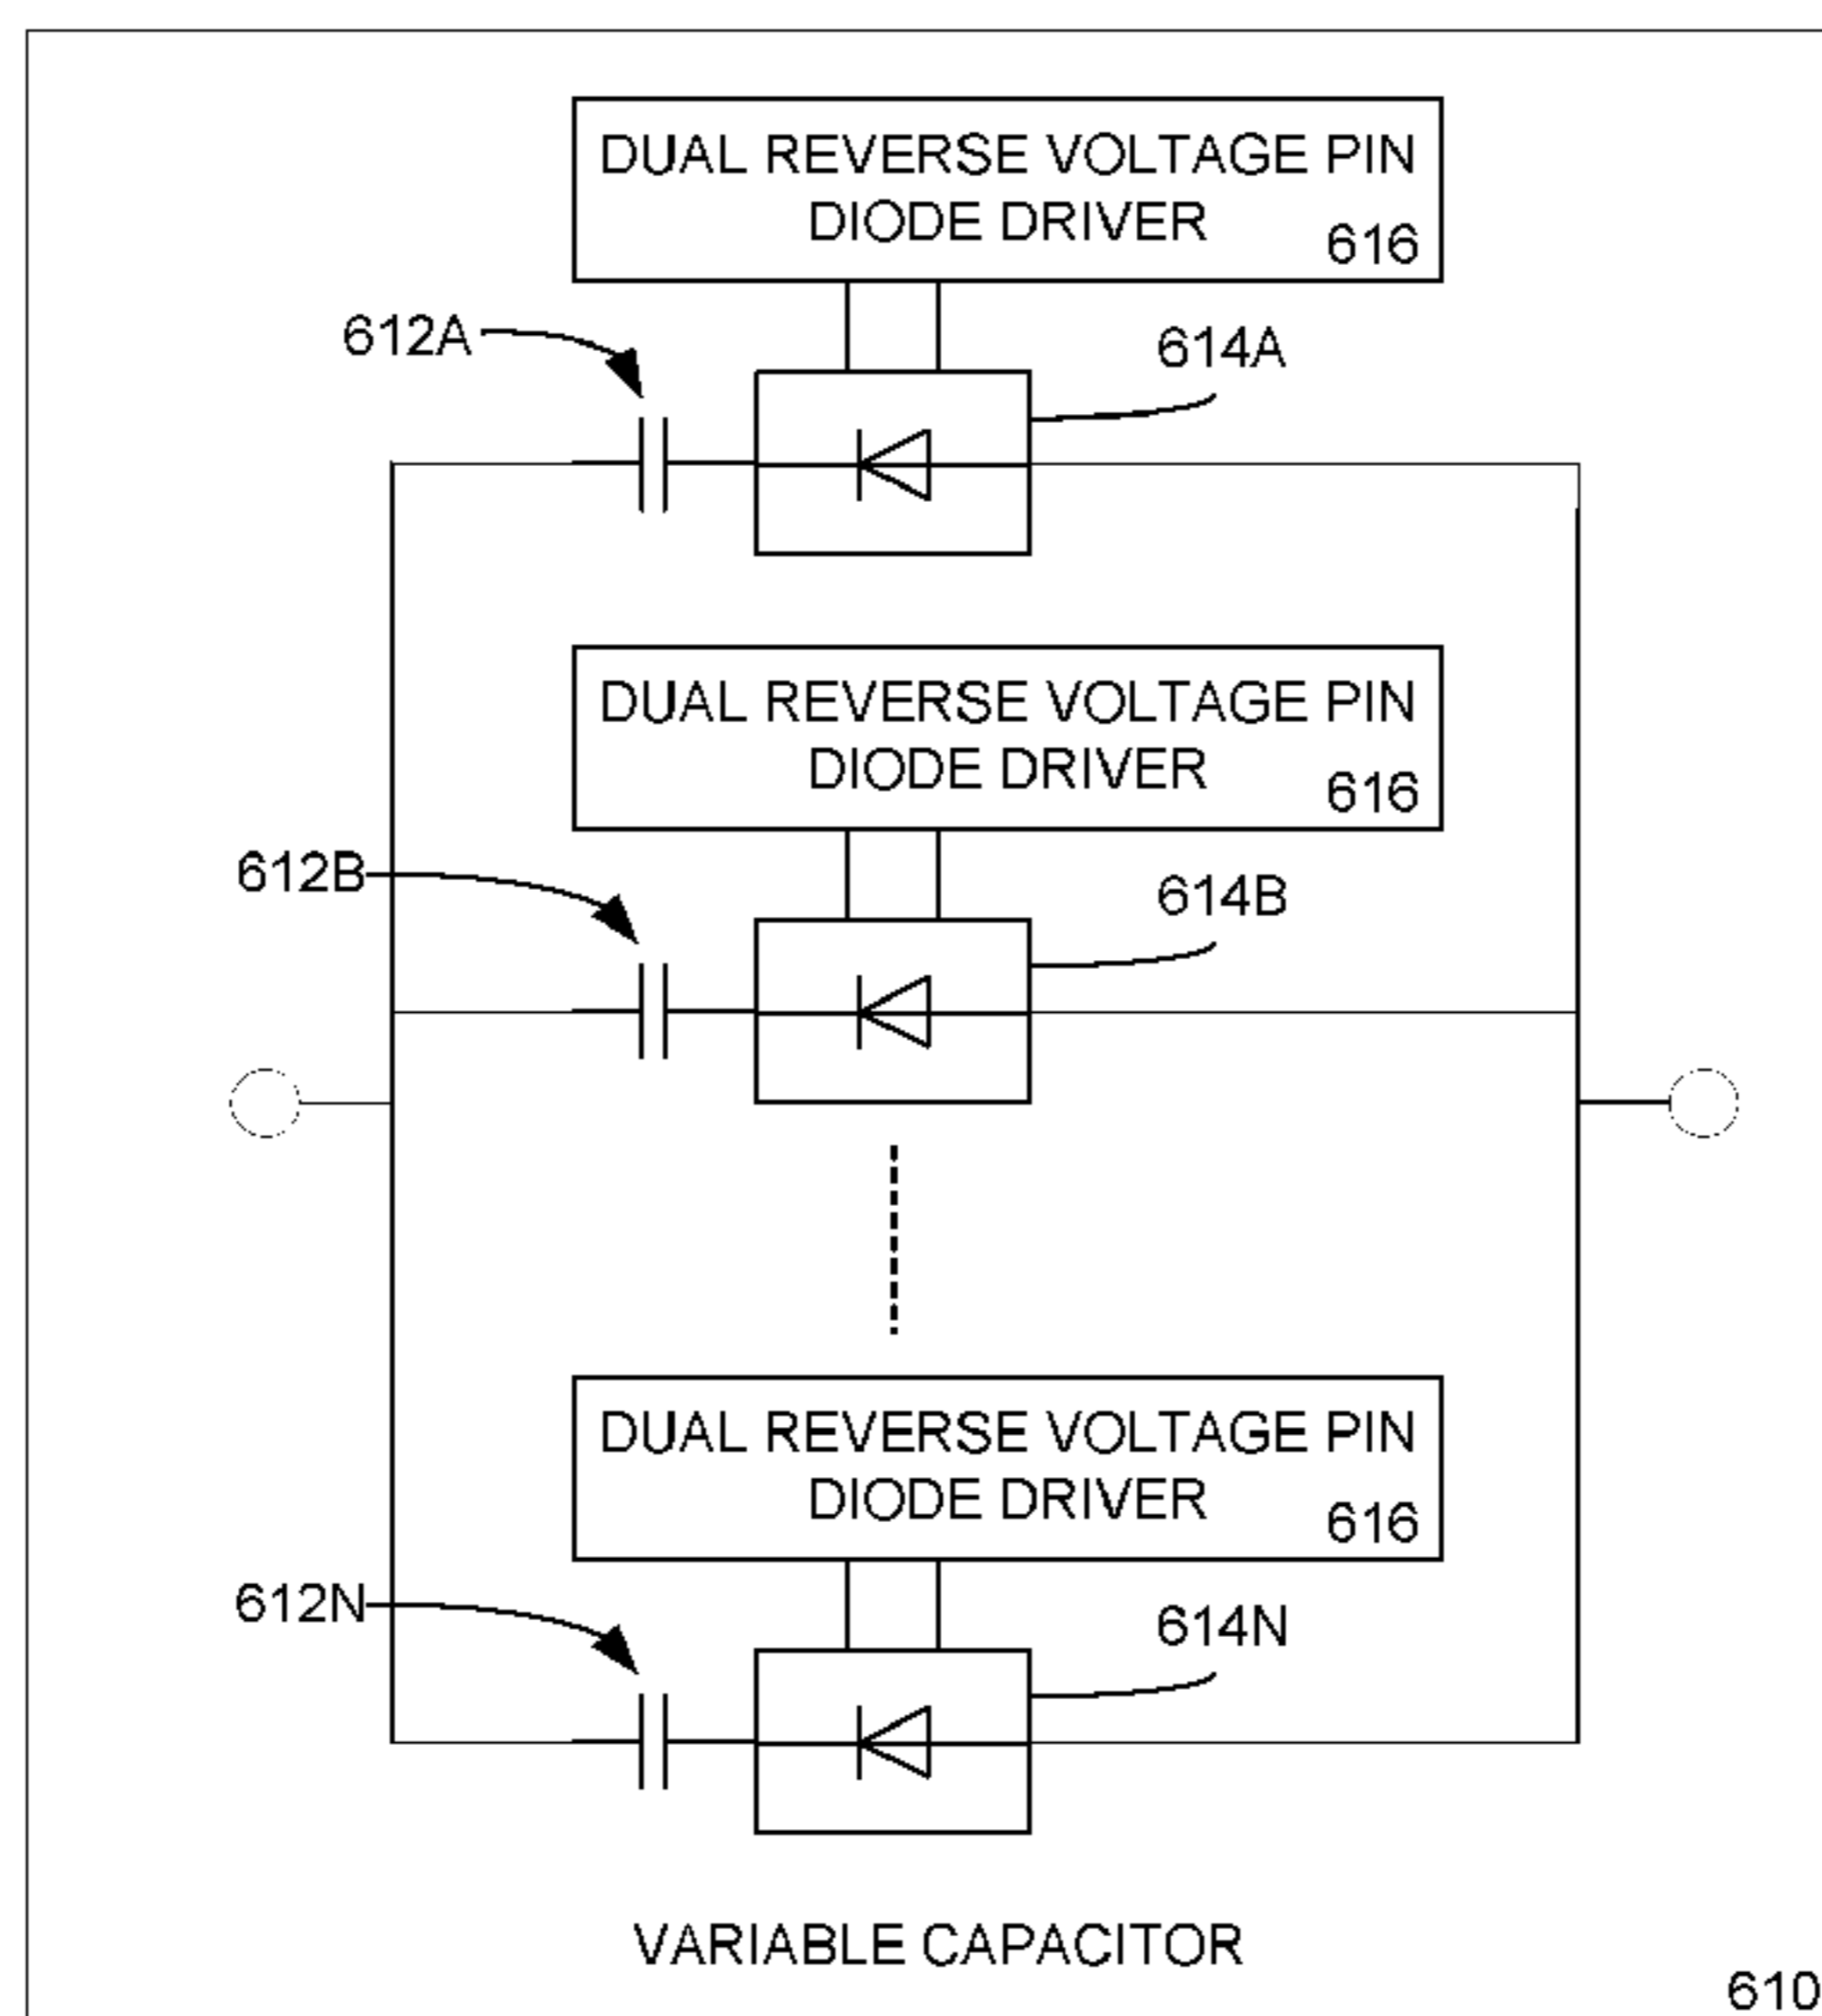 DUAL REVERSE VOLTAGE PIN
DIODE DRIVER
616
612A
614A
DUAL REVERSE VOLTAGE PIN
DIODE DRIVER
616
612B
614B
DUAL REVERSE VOLTAGE PIN
DIODE DRIVER
616
612N
614N
VARIABLE CAPACITOR
610